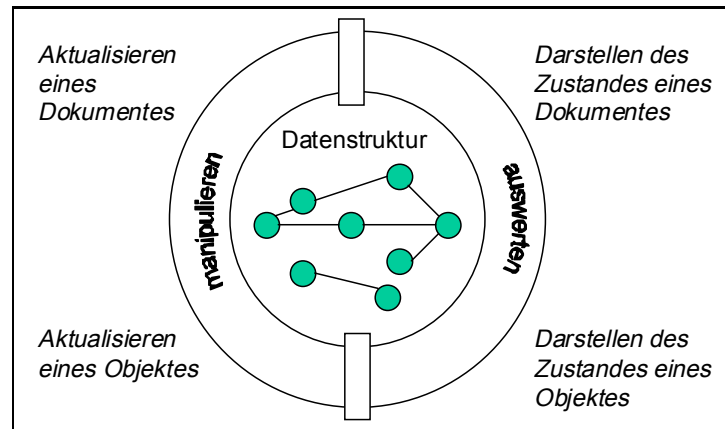 Aktualisieren
eines
Dokumentes
Darstellen des
Zustandes eines
Dokumentes
Datenstruktur
manipulieren
auswerten
Aktualisieren
eines Objektes
Darstellen des
Zustandes eines
Objektes